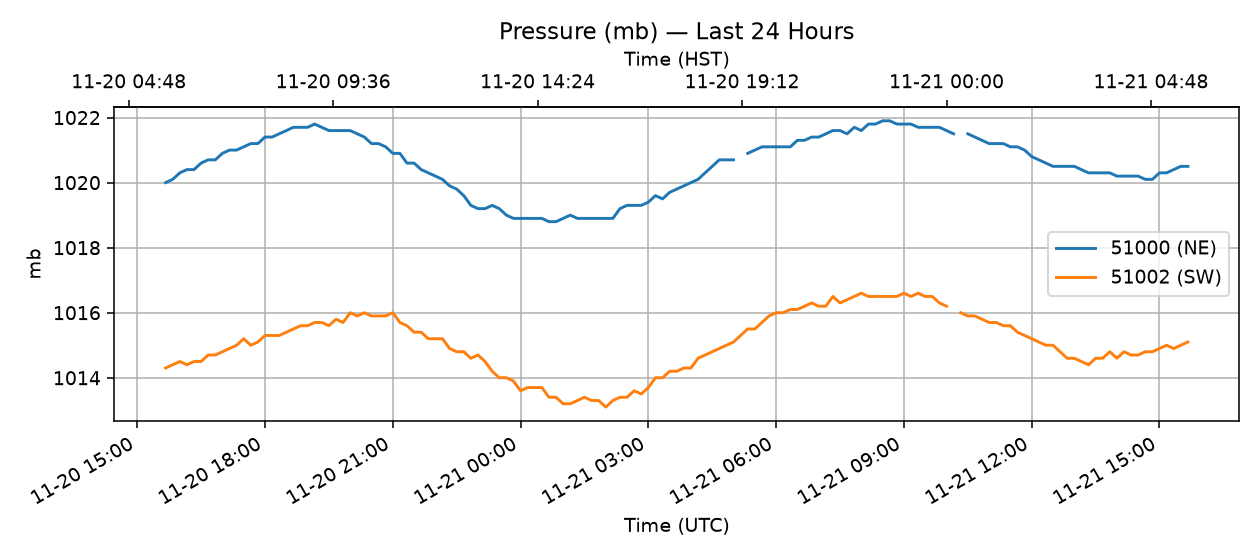 Pressure (mb) — Last 24 Hours
Time (HST)
11-20 04:48 11-20 09:36 11-20 14:24 11-20 19:12 11-21 00:00 11-21 04:48
1022
1020
1018
1016
1014
mb
51000 (NE)
51002 (SW)
11-20 15:00 11-20 18:00 11-20 21:00 11-21 00:00 11-21 03:00 11-21 06:00 11-21 09:00 11-21 12:00 11-21 15:00
Time (UTC)